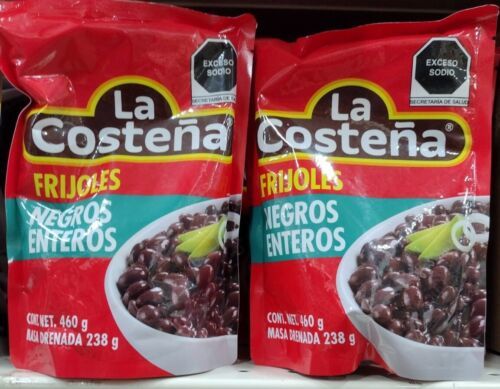 EXCESO
SODIO
SECRETARÍA DE SA
La
Costeña
FRIJOLES
NEGROS
ENTEROS
CONT. NET. 460 g
MASA DRENADA 238 g
EXCESO
SODIO
SECRETARÍA DE SALUD
La
Costeña®
FRIJOLES
NEGROS
ENTEROS
CONT. NET. 460 g
MASA DRENADA 238 g